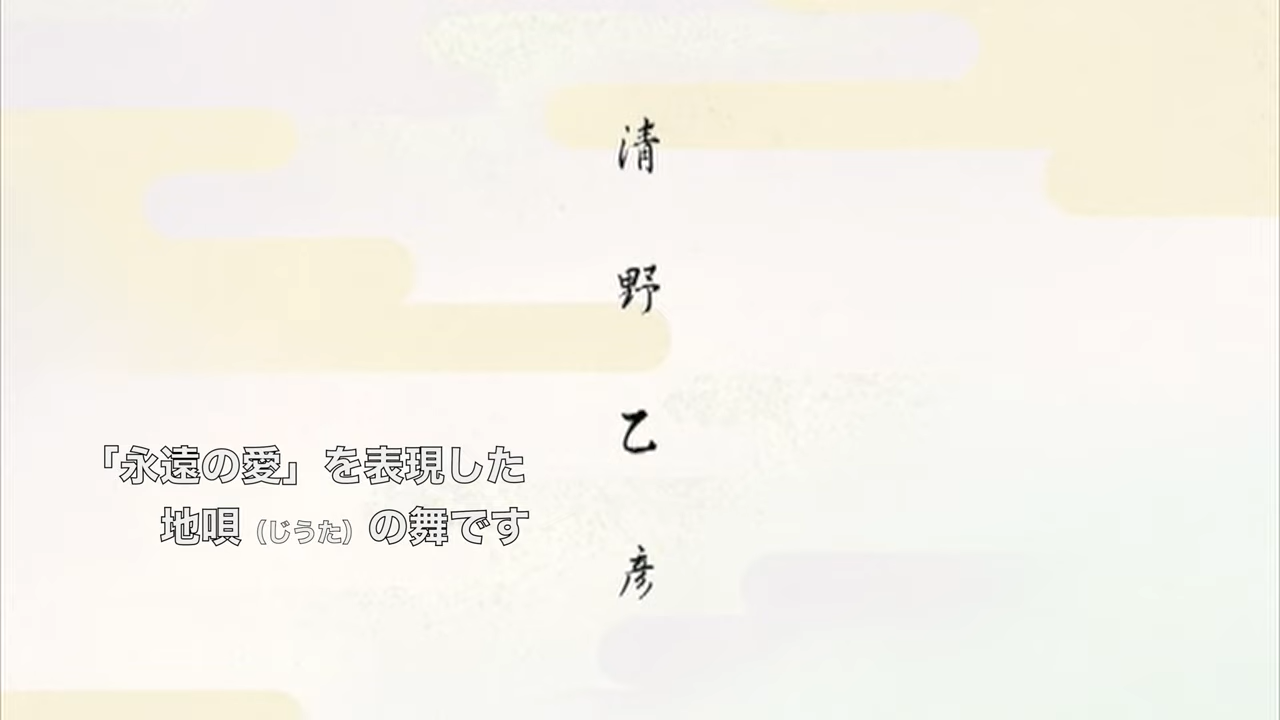 清野乙彦
「永遠の愛」を表現した
地唄（じうた）の舞です